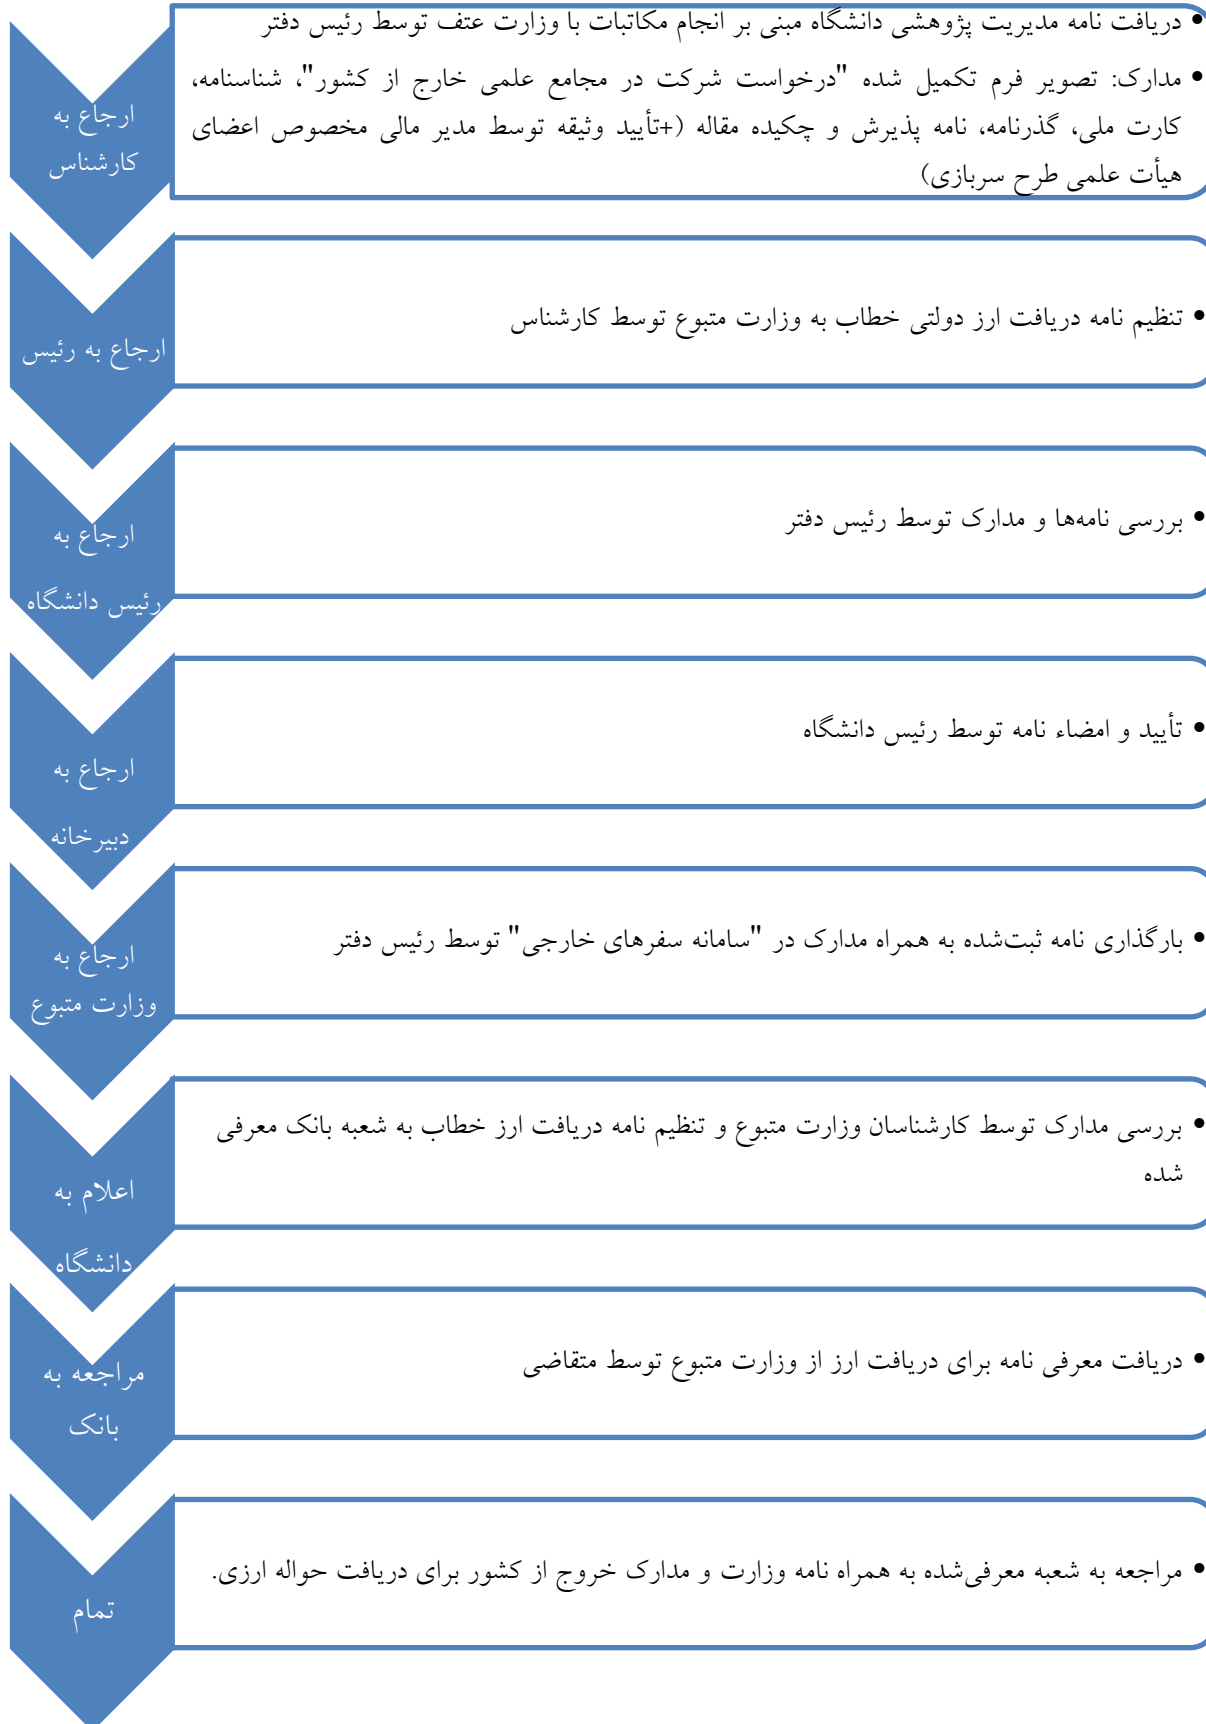 • دریافت نامه مدیریت پژوهشی دانشگاه مبنی بر انجام مکاتبات با وزارت عتف توسط رئیس دفتر
• مدارک: تصویر فرم تکمیل شده "درخواست شرکت در مجامع علمی خارج از کشور"، شناسنامه،
کارت ملی، گذرنامه، نامه پذیرش و چکیده مقاله (+تأیید وثیقه توسط مدیر مالی مخصوص اعضای
هیأت علمی طرح سربازی)
ارجاع به
کارشناس
• تنظیم نامه دریافت ارز دولتی خطاب به وزارت متبوع توسط کارشناس
ارجاع به رئیس
• بررسی نامه‌ها و مدارک توسط رئیس دفتر
ارجاع به
رئیس دانشگاه
• تأیید و امضاء نامه توسط رئیس دانشگاه
ارجاع به
دبیرخانه
• بارگذاری نامه ثبت‌شده به همراه مدارک در "سامانه سفرهای خارجی" توسط رئیس دفتر
ارجاع به
وزارت متبوع
• بررسی مدارک توسط کارشناسان وزارت متبوع و تنظیم نامه دریافت ارز خطاب به شعبه بانک معرفی
شده
اعلام به
دانشگاه
• دریافت معرفی نامه برای دریافت ارز از وزارت متبوع توسط متقاضی
مراجعه به
بانک
• مراجعه به شعبه معرفی‌شده به همراه نامه وزارت و مدارک خروج از کشور برای دریافت حواله ارزی.
تمام